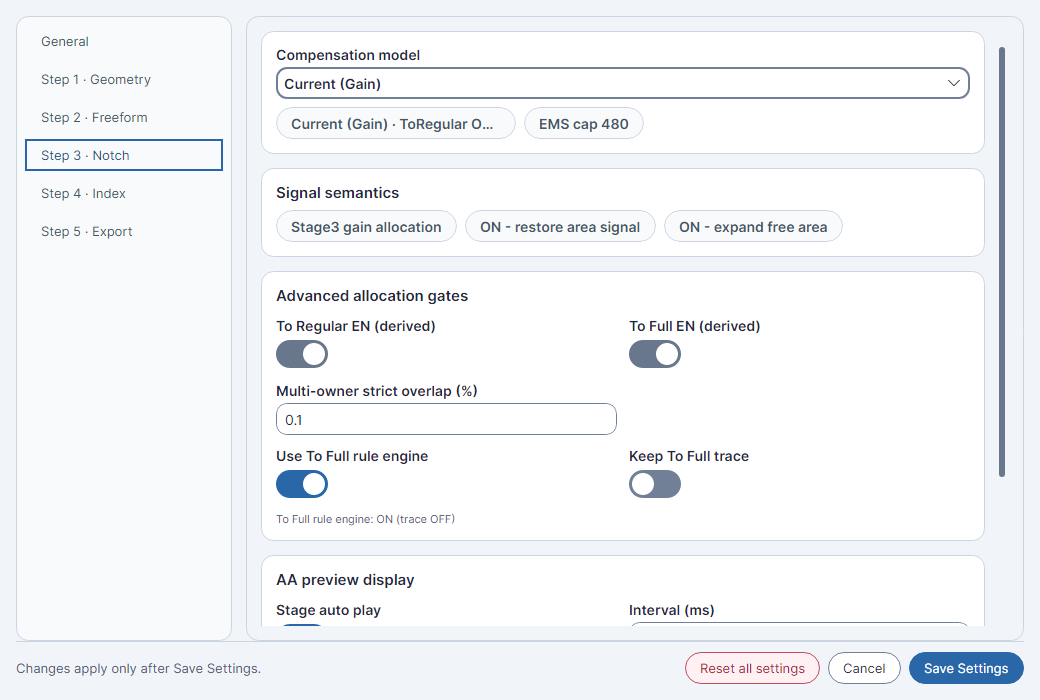 General
Step 1 · Geometry
Step 2 · Freeform
Step 3 · Notch
Step 4 · Index
Step 5 · Export
Compensation model
Current (Gain)
Current (Gain) · ToRegular O...
EMS cap 480
Signal semantics
Stage3 gain allocation
ON - restore area signal
ON - expand free area
Advanced allocation gates
To Regular EN (derived)
To Full EN (derived)
Multi-owner strict overlap (%)
0.1
Use To Full rule engine
Keep To Full trace
To Full rule engine: ON (trace OFF)
AA preview display
Stage auto play
Interval (ms)
Changes apply only after Save Settings.
Reset all settings
Cancel
Save Settings